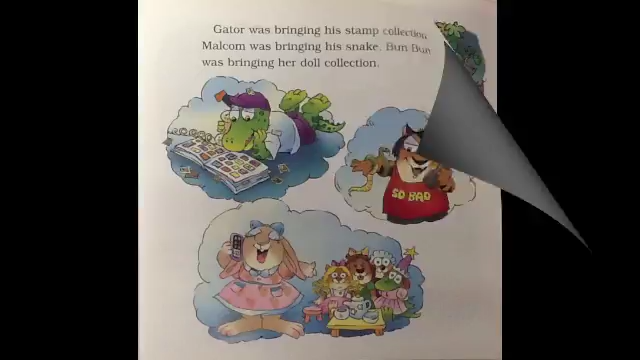 Gator was bringing his stamp collection
Malcom was bringing his snake. Bun Bun
was bringing her doll collection.
SO BAD